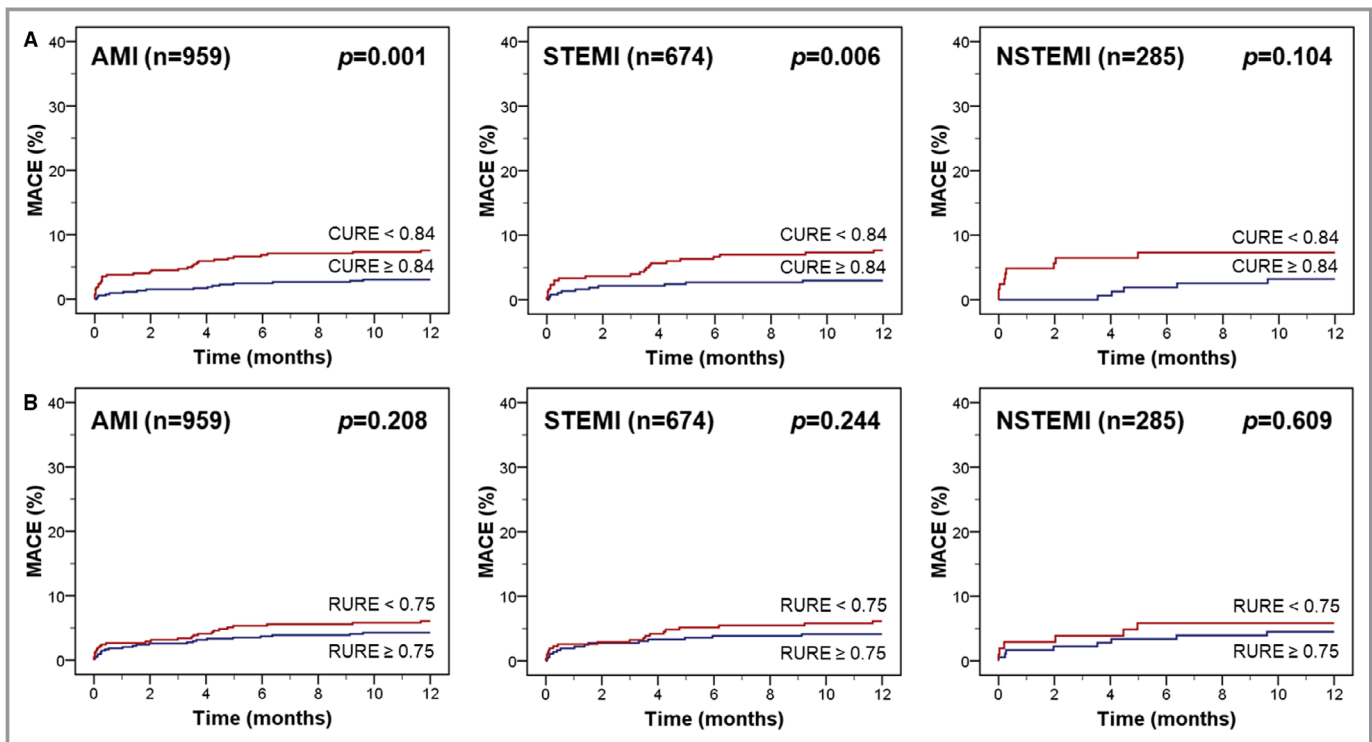 A
AMI (n=959) p=0.001
MACE (%)
40
30
20
10
0
CURE < 0.84
CURE ≥ 0.84
0 2 4 6 8 10 12
Time (months)
STEMI (n=674) p=0.006
MACE (%)
40
30
20
10
0
CURE < 0.84
CURE ≥ 0.84
0 2 4 6 8 10 12
Time (months)
NSTEMI (n=285) p=0.104
MACE (%)
40
30
20
10
0
CURE < 0.84
CURE ≥ 0.84
0 2 4 6 8 10 12
Time (months)
B
AMI (n=959) p=0.208
MACE (%)
40
30
20
10
0
RURE < 0.75
RURE ≥ 0.75
0 2 4 6 8 10 12
Time (months)
STEMI (n=674) p=0.244
MACE (%)
40
30
20
10
0
RURE < 0.75
RURE ≥ 0.75
0 2 4 6 8 10 12
Time (months)
NSTEMI (n=285) p=0.609
MACE (%)
40
30
20
10
0
RURE < 0.75
RURE ≥ 0.75
0 2 4 6 8 10 12
Time (months)